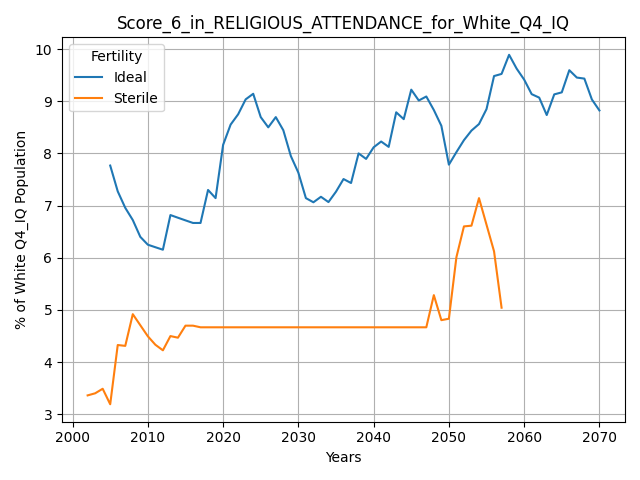 Score_6_in_RELIGIOUS_ATTENDANCE_for_White_Q4_IQ
Fertility
Ideal
Sterile
% of White Q4_IQ Population
10
9
8
7
6
5
4
3
2000 2010 2020 2030 2040 2050 2060 2070
Years